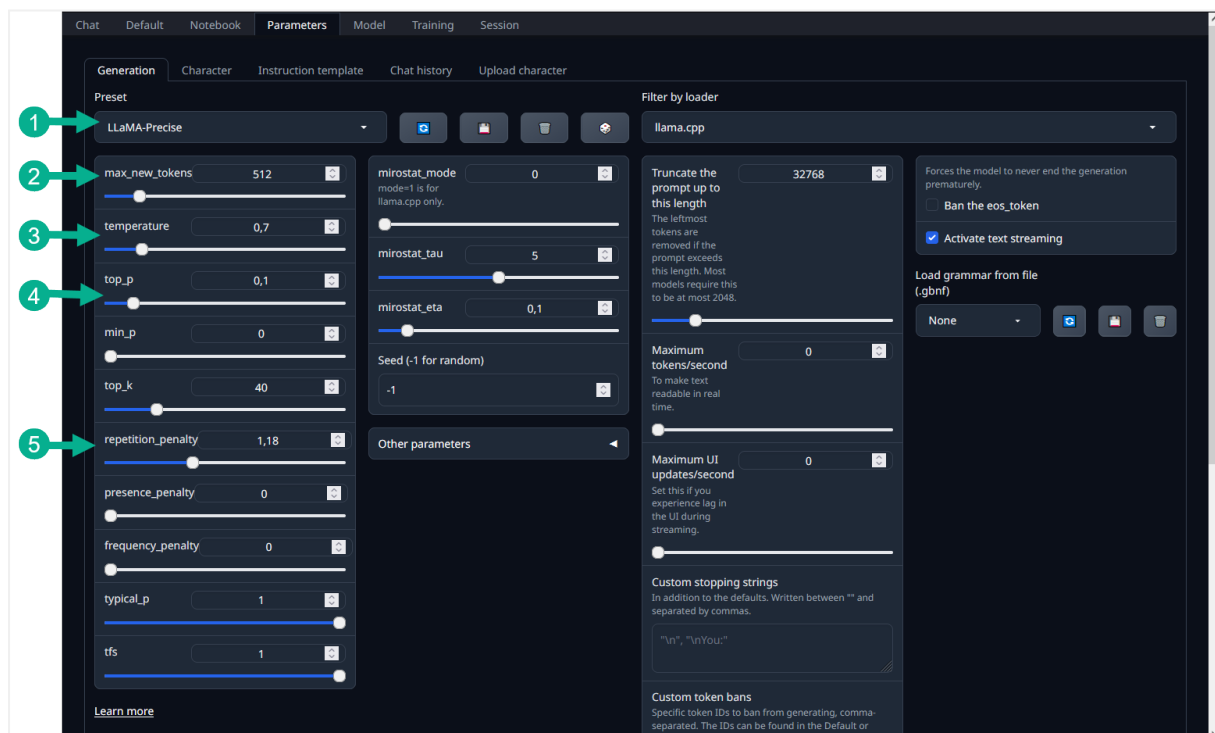 Chat Default Notebook Parameters Model Training Session
Generation Character Instruction template Chat history Upload character
Preset
1
LLaMA-Precise
2
max_new_tokens 512
3
temperature 0,7
4
top_p 0,1
min_p 0
top_k 40
5
repetition_penalty 1,18
presence_penalty 0
frequency_penalty 0
typical_p 1
tfs 1
Learn more
mirostat_mode 0
mode=1 is for
llama.cpp only.
mirostat_tau 5
mirostat_eta 0,1
Seed (-1 for random)
-1
Other parameters
Filter by loader
llama.cpp
Truncate the 32768
prompt up to
this length
The leftmost
tokens are
removed if the
prompt exceeds
this length. Most
models require this
to be at most 2048.
Maximum 0
tokens/second
To make text
readable in real
time.
Maximum UI 0
updates/second
Set this if you
experience lag in
the UI during
streaming.
Custom stopping strings
In addition to the defaults. Written between "" and
separated by commas.
"\n", "\nYou:"
Custom token bans
Specific token IDs to ban from generating, comma-
separated. The IDs can be found in the Default or
Forces the model to never end the generation
prematurely.
Ban the eos_token
Activate text streaming
Load grammar from file
(.gbnf)
None